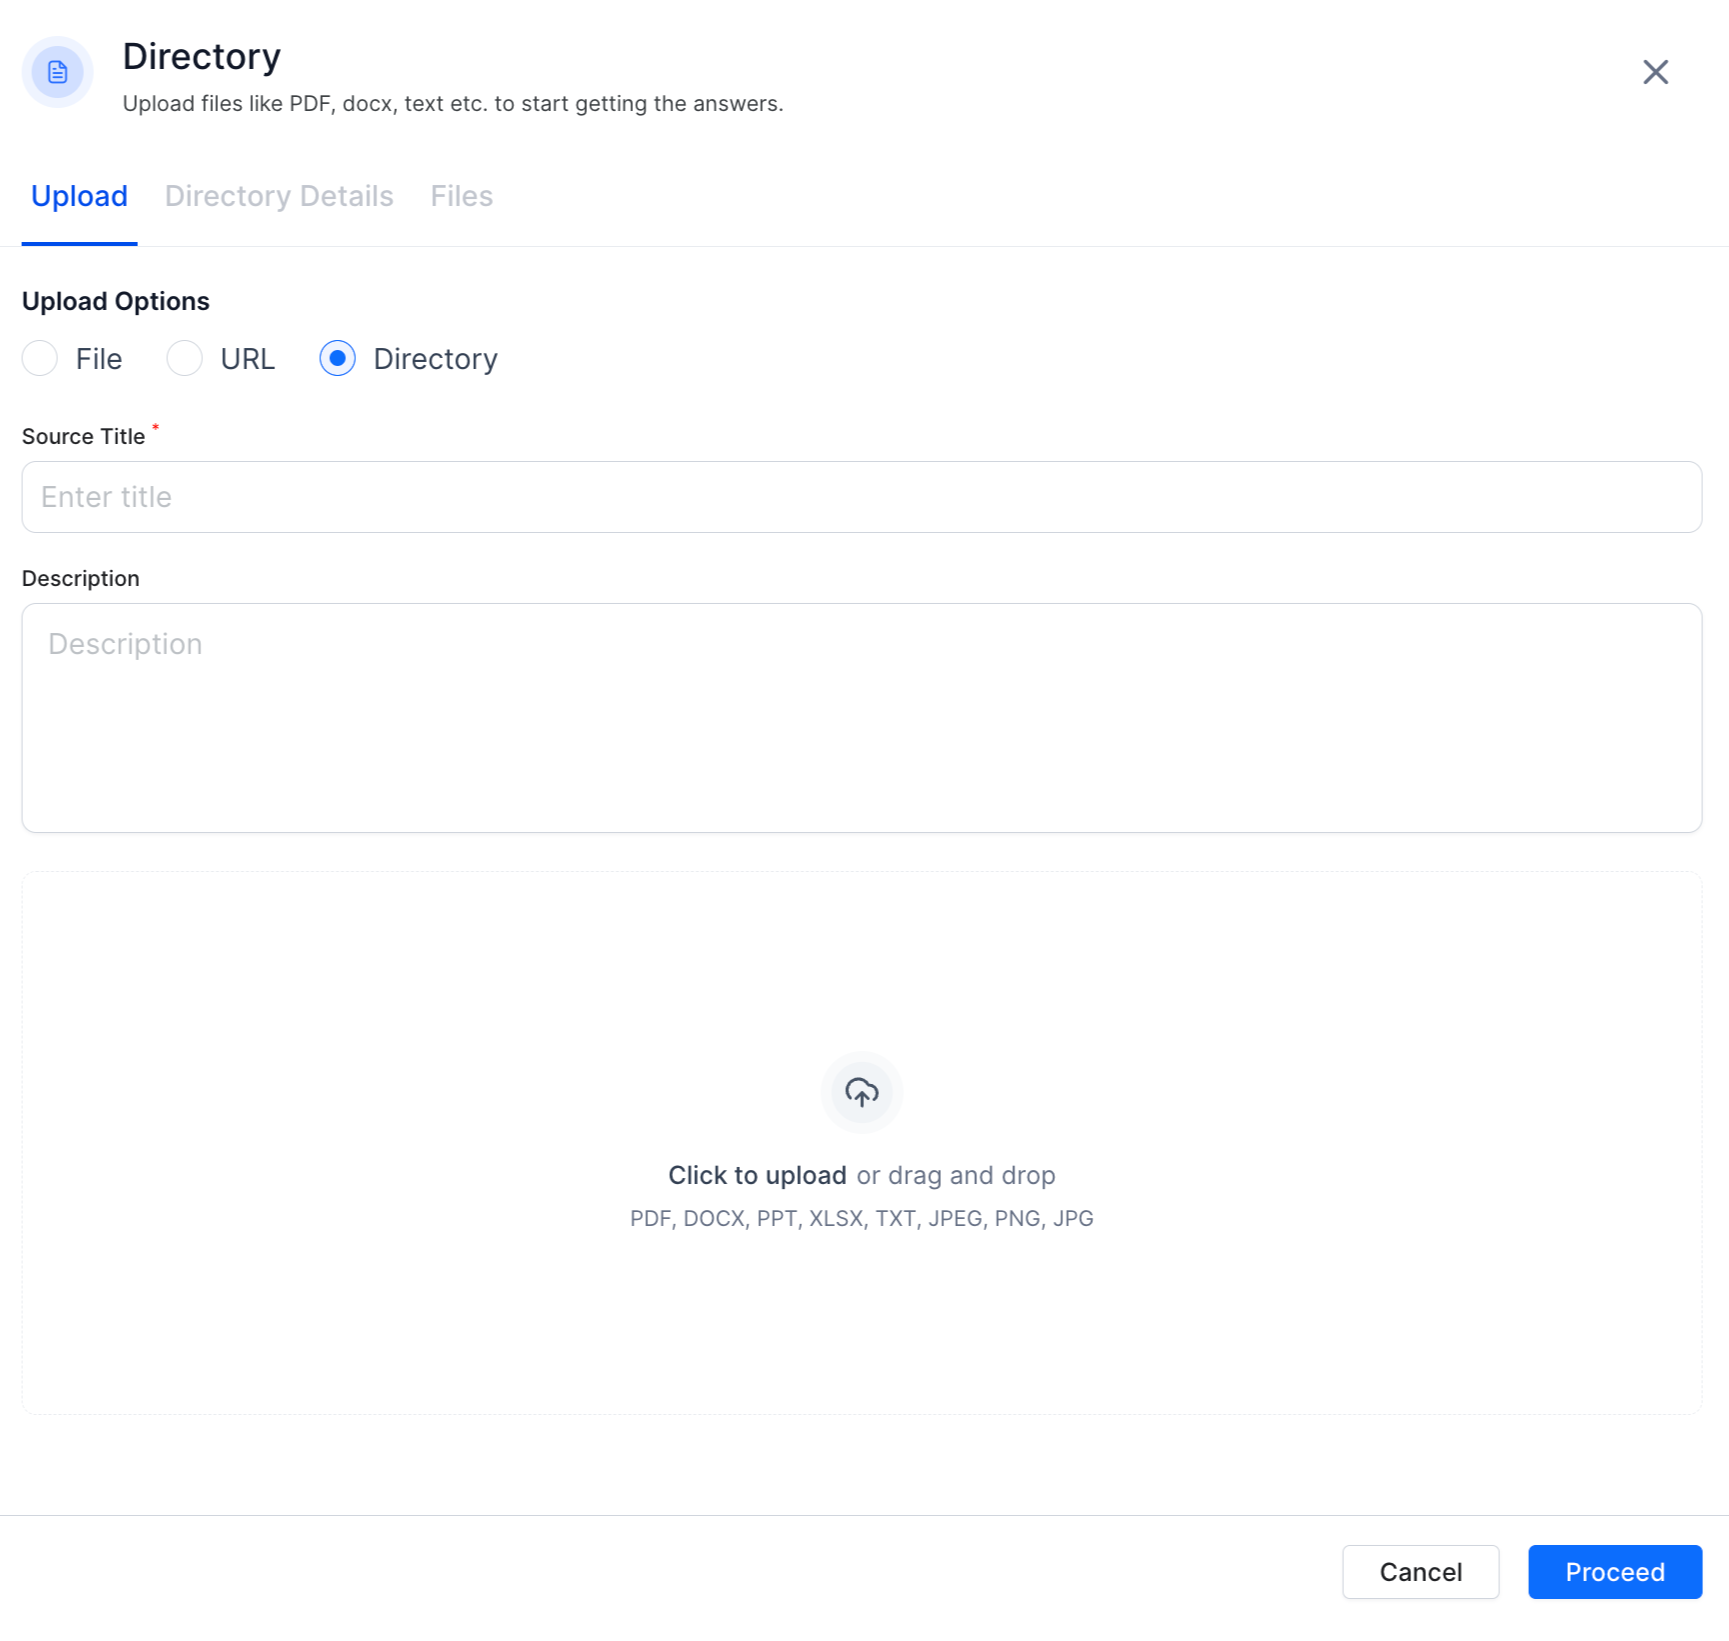 Directory
Upload files like PDF, docx, text etc. to start getting the answers.
Upload Directory Details Files
Upload Options
File URL Directory
Source Title *
Enter title
Description
Description
Click to upload or drag and drop
PDF, DOCX, PPT, XLSX, TXT, JPEG, PNG, JPG
Cancel Proceed